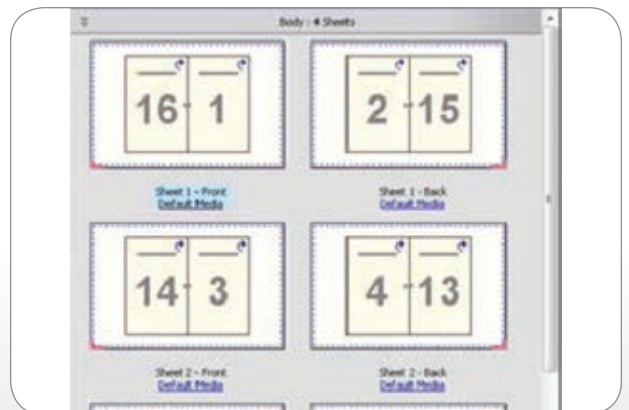 Body : 4 Sheets
16 1
2 15
Sheet 1 - Front
Default Media
Sheet 1 - Back
Default Media
14 3
4 13
Sheet 2 - Front
Default Media
Sheet 2 - Back
Default Media